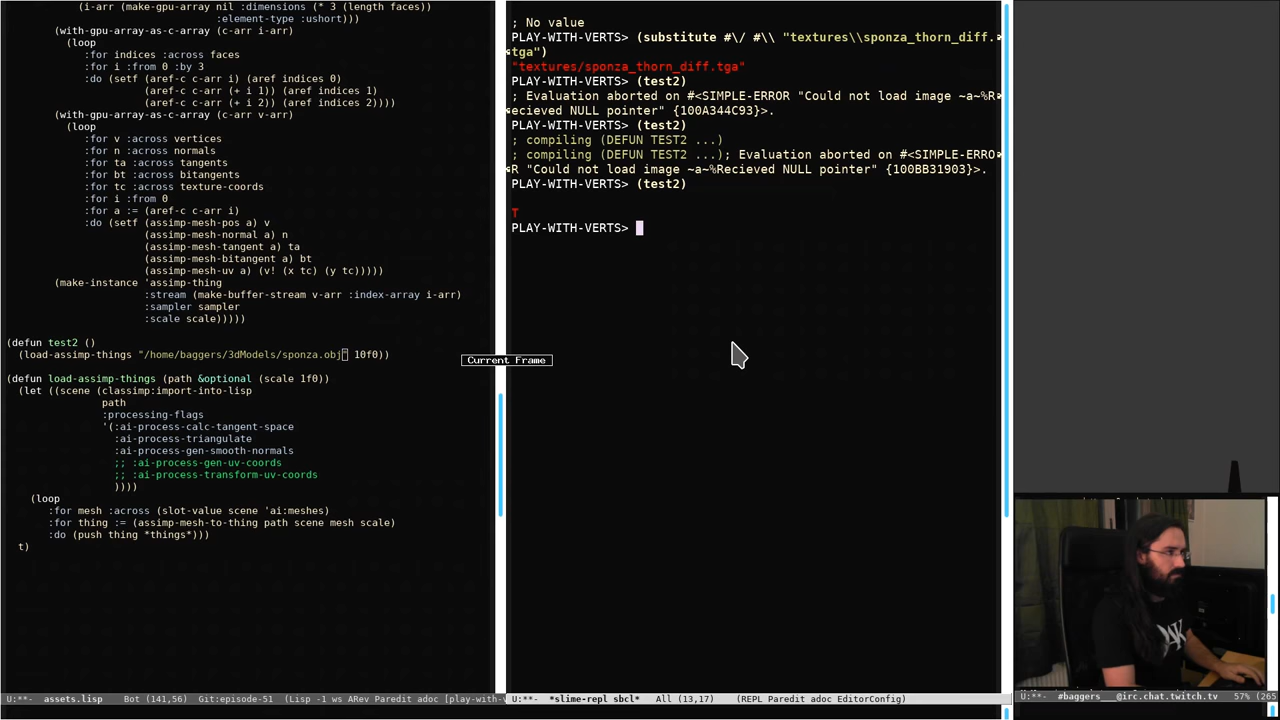 (i-arr (make-gpu-array nil :dimensions (* 3 (length faces))
:element-type :ushort)))
(with-gpu-array-as-c-array (c-arr i-arr)
(loop
:for indices :across faces
:for i :from 0 :by 3
:do (setf (aref-c c-arr i) (aref indices 0)
(aref-c c-arr (+ i 1)) (aref indices 1)
(aref-c c-arr (+ i 2)) (aref indices 2))))
(with-gpu-array-as-c-array (c-arr v-arr)
(loop
:for v :across vertices
:for n :across normals
:for ta :across tangents
:for bt :across bitangents
:for tc :across texture-coords
:for i :from 0
:for a := (aref-c c-arr i)
:do (setf (assimp-mesh-pos a) v
(assimp-mesh-normal a) n
(assimp-mesh-tangent a) ta
(assimp-mesh-bitangent a) bt
(assimp-mesh-uv a) (v! (x tc) (y tc)))))
(make-instance 'assimp-thing
:stream (make-buffer-stream v-arr :index-array i-arr)
:sampler sampler
:scale scale)))))
(defun test2 ()
(load-assimp-things "/home/baggers/3dModels/sponza.obj" 10f0))
(defun load-assimp-things (path &optional (scale 1f0))
(let ((scene (classimp:import-into-lisp
path
:processing-flags
'(:ai-process-calc-tangent-space
:ai-process-triangulate
:ai-process-gen-smooth-normals
;; :ai-process-gen-uv-coords
;; :ai-process-transform-uv-coords
))))
(loop
:for mesh :across (slot-value scene 'ai:meshes)
:for thing := (assimp-mesh-to-thing path scene mesh scale)
:do (push thing *things*)))
t)
U:**-  assets.lisp   Bot (141,56)   Git:episode-51  (Lisp -1 ws ARev Paredit adoc [play-with-v
Current Frame
; No value
PLAY-WITH-VERTS> (substitute #\/ #\\ "textures\\sponza_thorn_diff.
tga")
"textures/sponza_thorn_diff.tga"
PLAY-WITH-VERTS> (test2)
; Evaluation aborted on #<SIMPLE-ERROR "Could not load image ~a~%R
ecieved NULL pointer" {100A344C93}>.
PLAY-WITH-VERTS> (test2)
; compiling (DEFUN TEST2 ...)
; compiling (DEFUN TEST2 ...); Evaluation aborted on #<SIMPLE-ERRO
R "Could not load image ~a~%Recieved NULL pointer" {100BB31903}>.
PLAY-WITH-VERTS> (test2)
T
PLAY-WITH-VERTS>
U:**-  *slime-repl sbcl*   All (13,17)   (REPL Paredit adoc EditorConfig)
U:**-  #baggers___@irc.chat.twitch.tv   57% (265